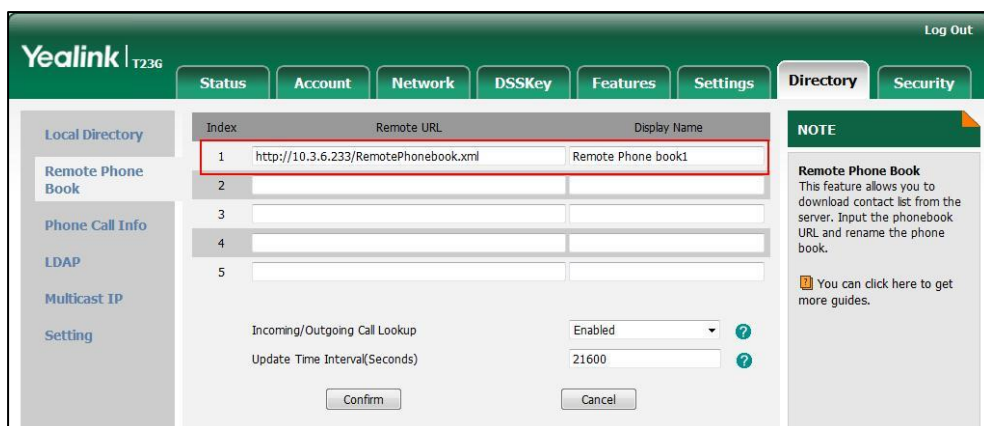 Log Out
Yealink T23G
Status Account Network DSSKey Features Settings Directory Security
Local Directory
Remote Phone
Book
Phone Call Info
LDAP
Multicast IP
Setting
Index Remote URL Display Name
1 http://10.3.6.233/RemotePhonebook.xml Remote Phone book1
2
3
4
5
Incoming/Outgoing Call Lookup Enabled ?
Update Time Interval(Seconds) 21600 ?
Confirm Cancel
NOTE
Remote Phone Book
This feature allows you to
download contact list from the
server. Input the phonebook
URL and rename the phone
book.
? You can click here to get
more guides.